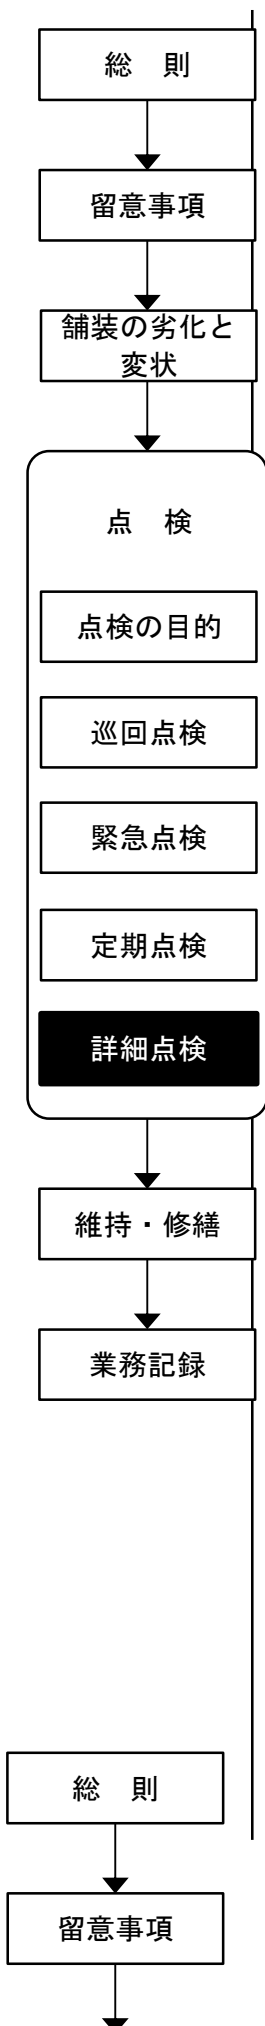 総　則
留意事項
舗装の劣化と
変状
点　検
点検の目的
巡回点検
緊急点検
定期点検
詳細点検
維持・修繕
業務記録
総　則
留意事項